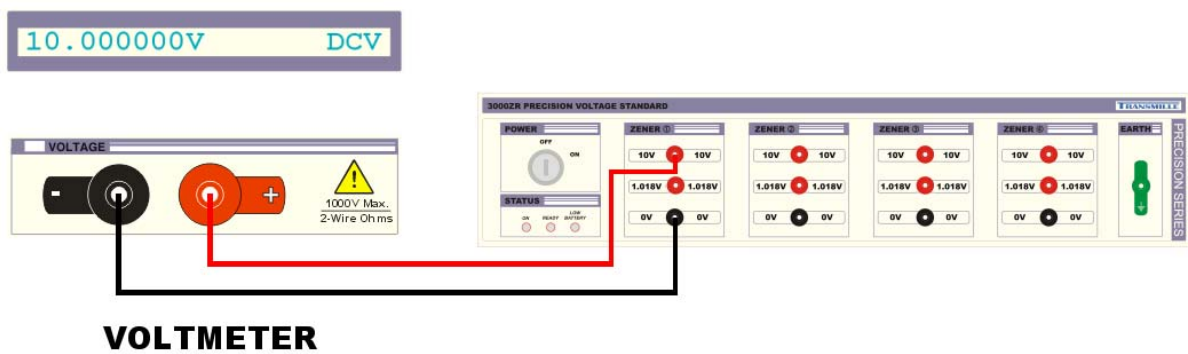 10.000000V DCV
3000ZR PRECISION VOLTAGE STANDARD TRANSMILLE
POWER
OFF
ON
STATUS
ON READY LOW BATTERY
ZENER ①
10V 10V
1.018V 1.018V
0V 0V
ZENER ②
10V 10V
1.018V 1.018V
0V 0V
ZENER ③
10V 10V
1.018V 1.018V
0V 0V
ZENER
10V 10V
1.018V 1.018V
0V 0V
EARTH
PRECISION SERIES
VOLTAGE
- +
!
1000V Max.
2-Wire Ohms
VOLTMETER